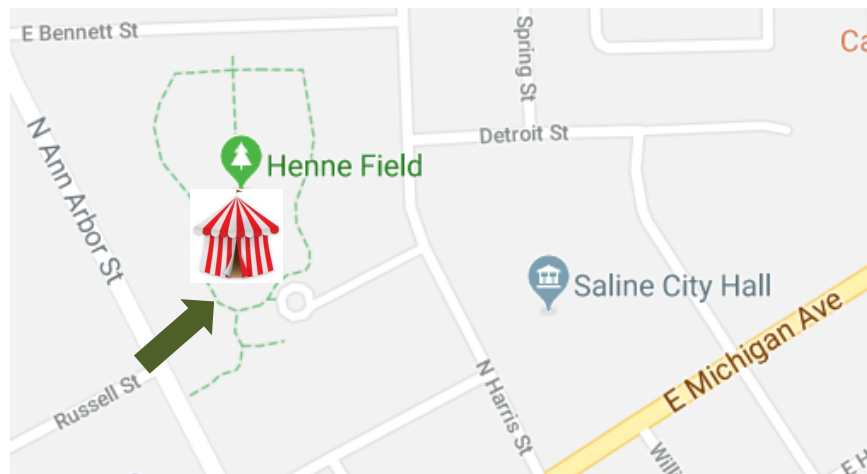 E Bennett St
Spring St
Ca
N Ann Arbor St
Detroit St
Henne Field
Saline City Hall
E Michigan Ave
Russell St
N Harris St
Will
E H